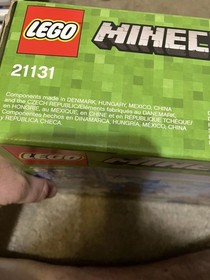 LEGO MINEC
21131
Components made in DENMARK, HUNGARY, MEXICO, CHINA
and the CZECH REPUBLIC/Éléments fabriqués au DANEMARK,
en HONGRIE, au MEXIQUE, en CHINE et en RÉPUBLIQUE TCHÈQUE/
Componentes hechos en DINAMARCA, HUNGRÍA, MÉXICO, CHINA
y REPÚBLICA CHECA.
LEGO